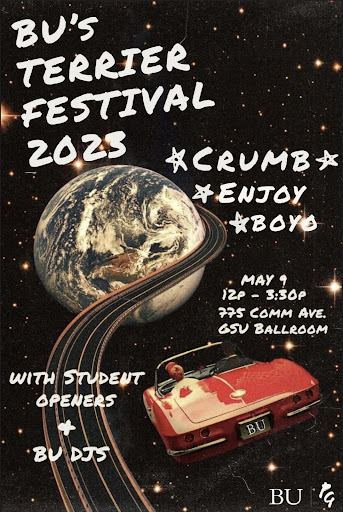 BU'S
TERRIER
FESTIVAL
2023
CRUMB
ENJOY
BOYO
MAY 9
12P - 3:30P
775 COMM AVE.
GSU BALLROOM
WITH STUDENT
OPENERS
&
BU DJS
BU
BU
PG